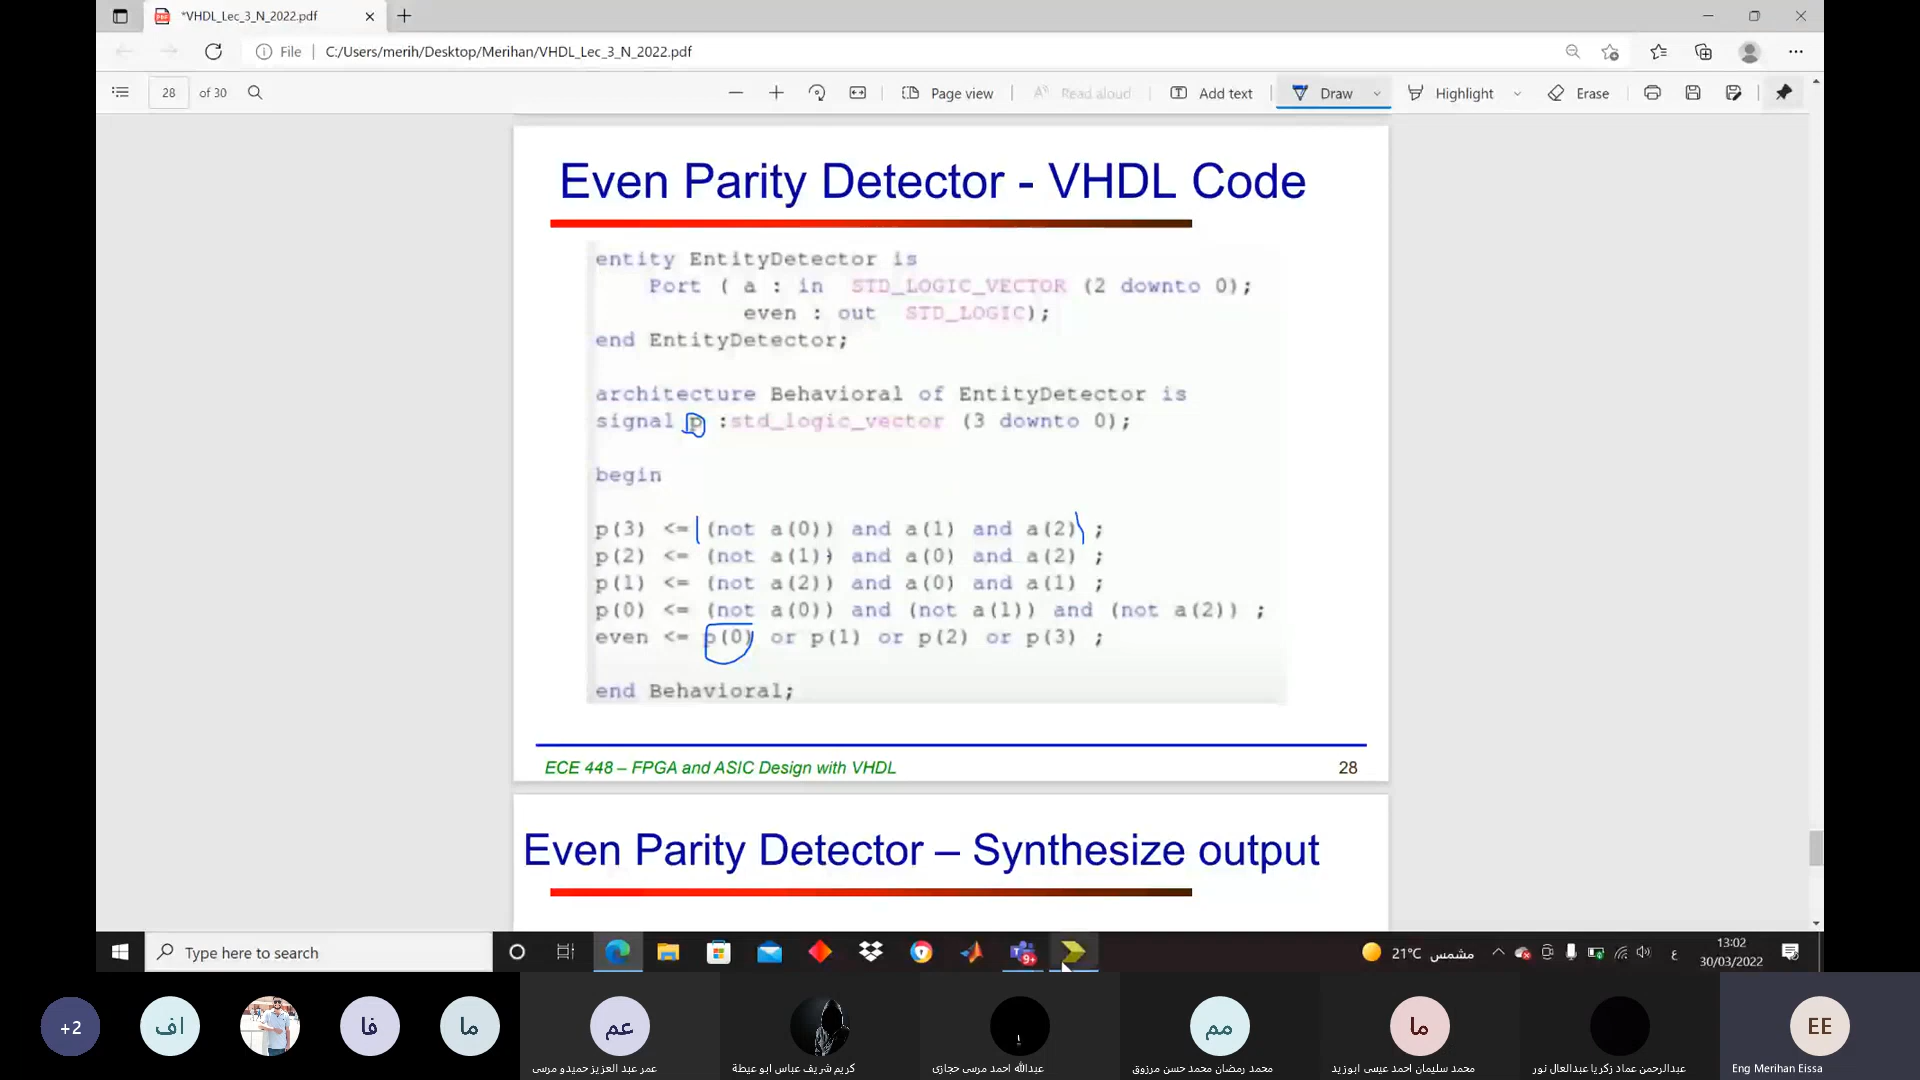 *VHDL_Lec_3_N_2022.pdf
File | C:/Users/merih/Desktop/Merihan/VHDL_Lec_3_N_2022.pdf
28 of 30 Page view Read aloud Add text Draw Highlight Erase
Even Parity Detector - VHDL Code
entity EntityDetector is
Port ( a : in STD_LOGIC_VECTOR (2 downto 0);
even : out STD_LOGIC);
end EntityDetector;
architecture Behavioral of EntityDetector is
signal p :std_logic_vector (3 downto 0);
begin
p(3) <= (not a(0)) and a(1) and a(2) ;
p(2) <= (not a(1)) and a(0) and a(2) ;
p(1) <= (not a(2)) and a(0) and a(1) ;
p(0) <= (not a(0)) and (not a(1)) and (not a(2)) ;
even <= p(0) or p(1) or p(2) or p(3) ;
end Behavioral;
ECE 448 – FPGA and ASIC Design with VHDL 28
Even Parity Detector – Synthesize output
Type here to search 9+ 21°C مشمس ع 13:02
30/03/2022
+2 اف فا ما عم مم ما EE
عمر عبد العزيز حميدو مرسى كريم شريف عباس ابو عيطة عبدالله احمد مرسى حجازى محمد رمضان محمد حسن مرزوق محمد سليمان احمد عيسى ابوزيد عبدالرحمن عماد زكريا عبدالعال نور Eng Merihan Eissa